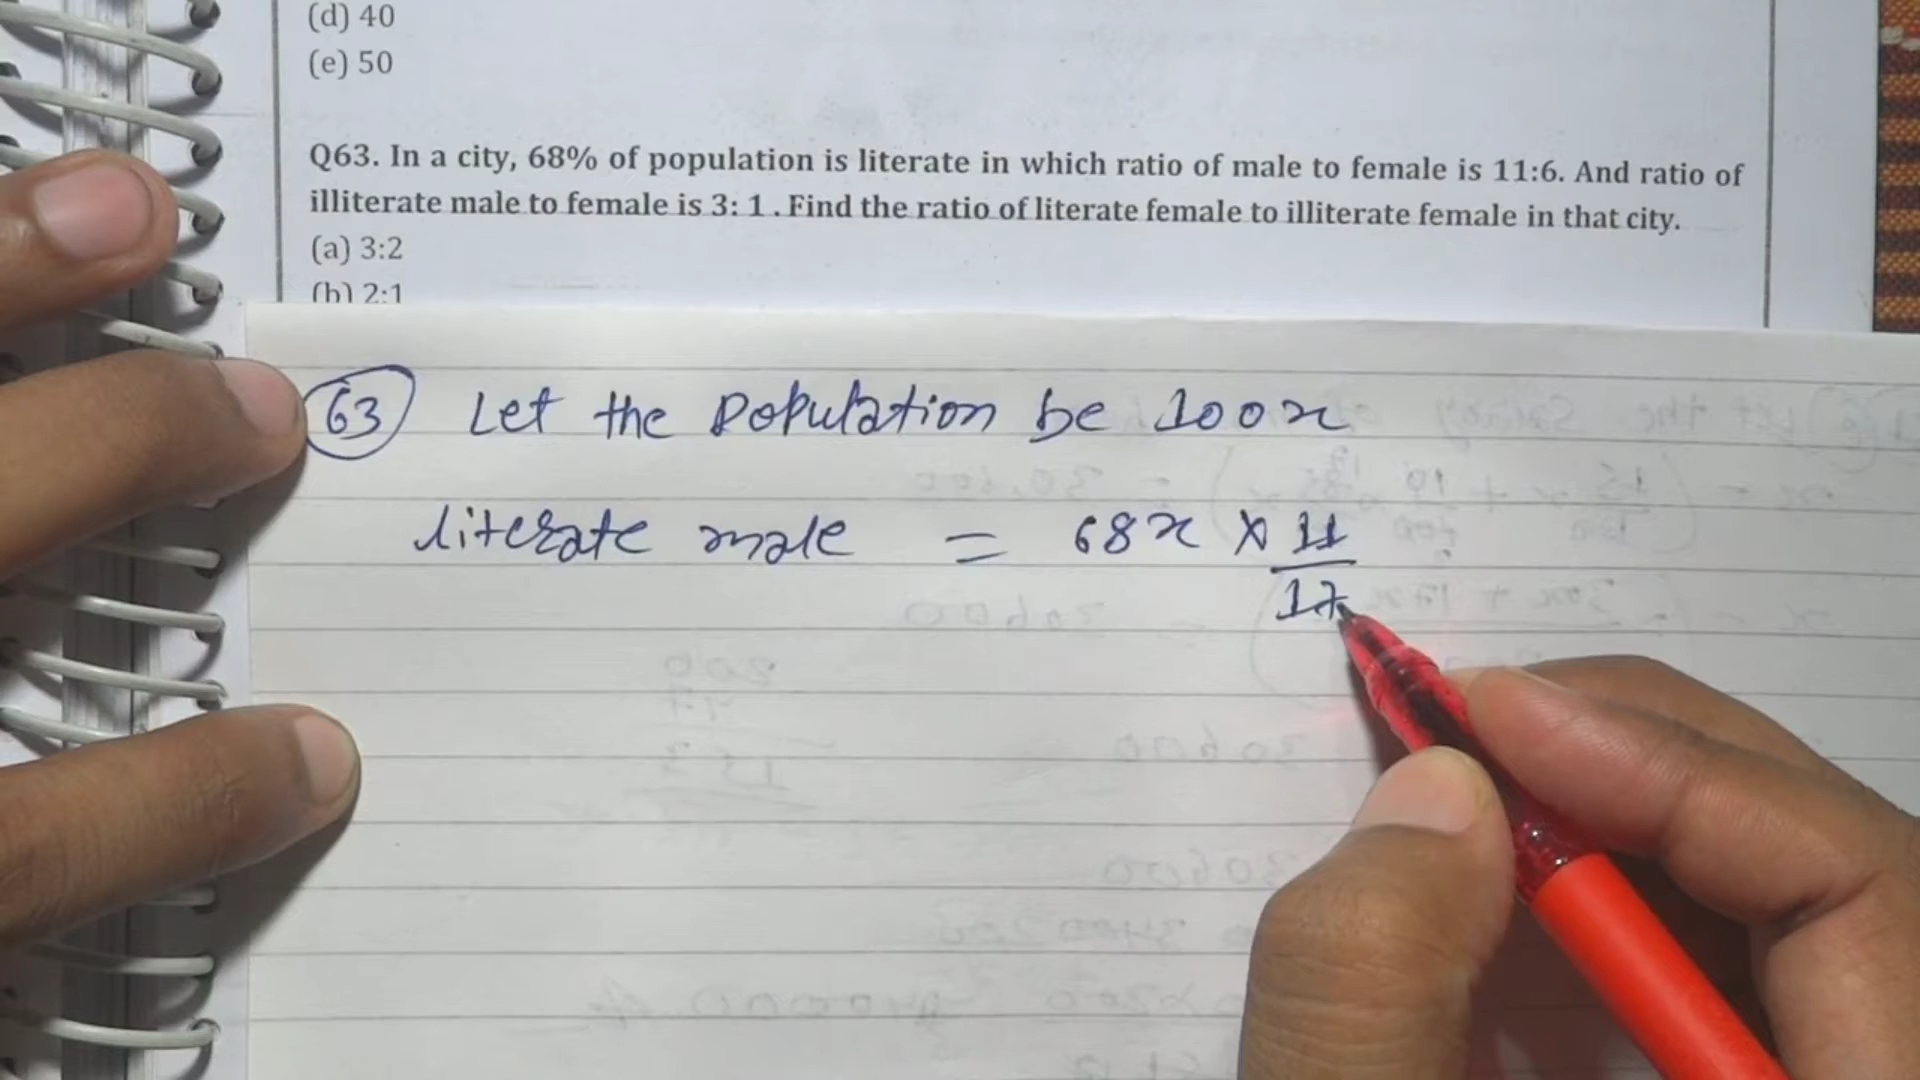 (d) 40
(e) 50
Q63. In a city, 68% of population is literate in which ratio of male to female is 11:6. And ratio of
illiterate male to female is 3: 1 . Find the ratio of literate female to illiterate female in that city.
(a) 3:2
(b) 2:1
63 Let the Population be 100x
literate male = 68x × 11
17